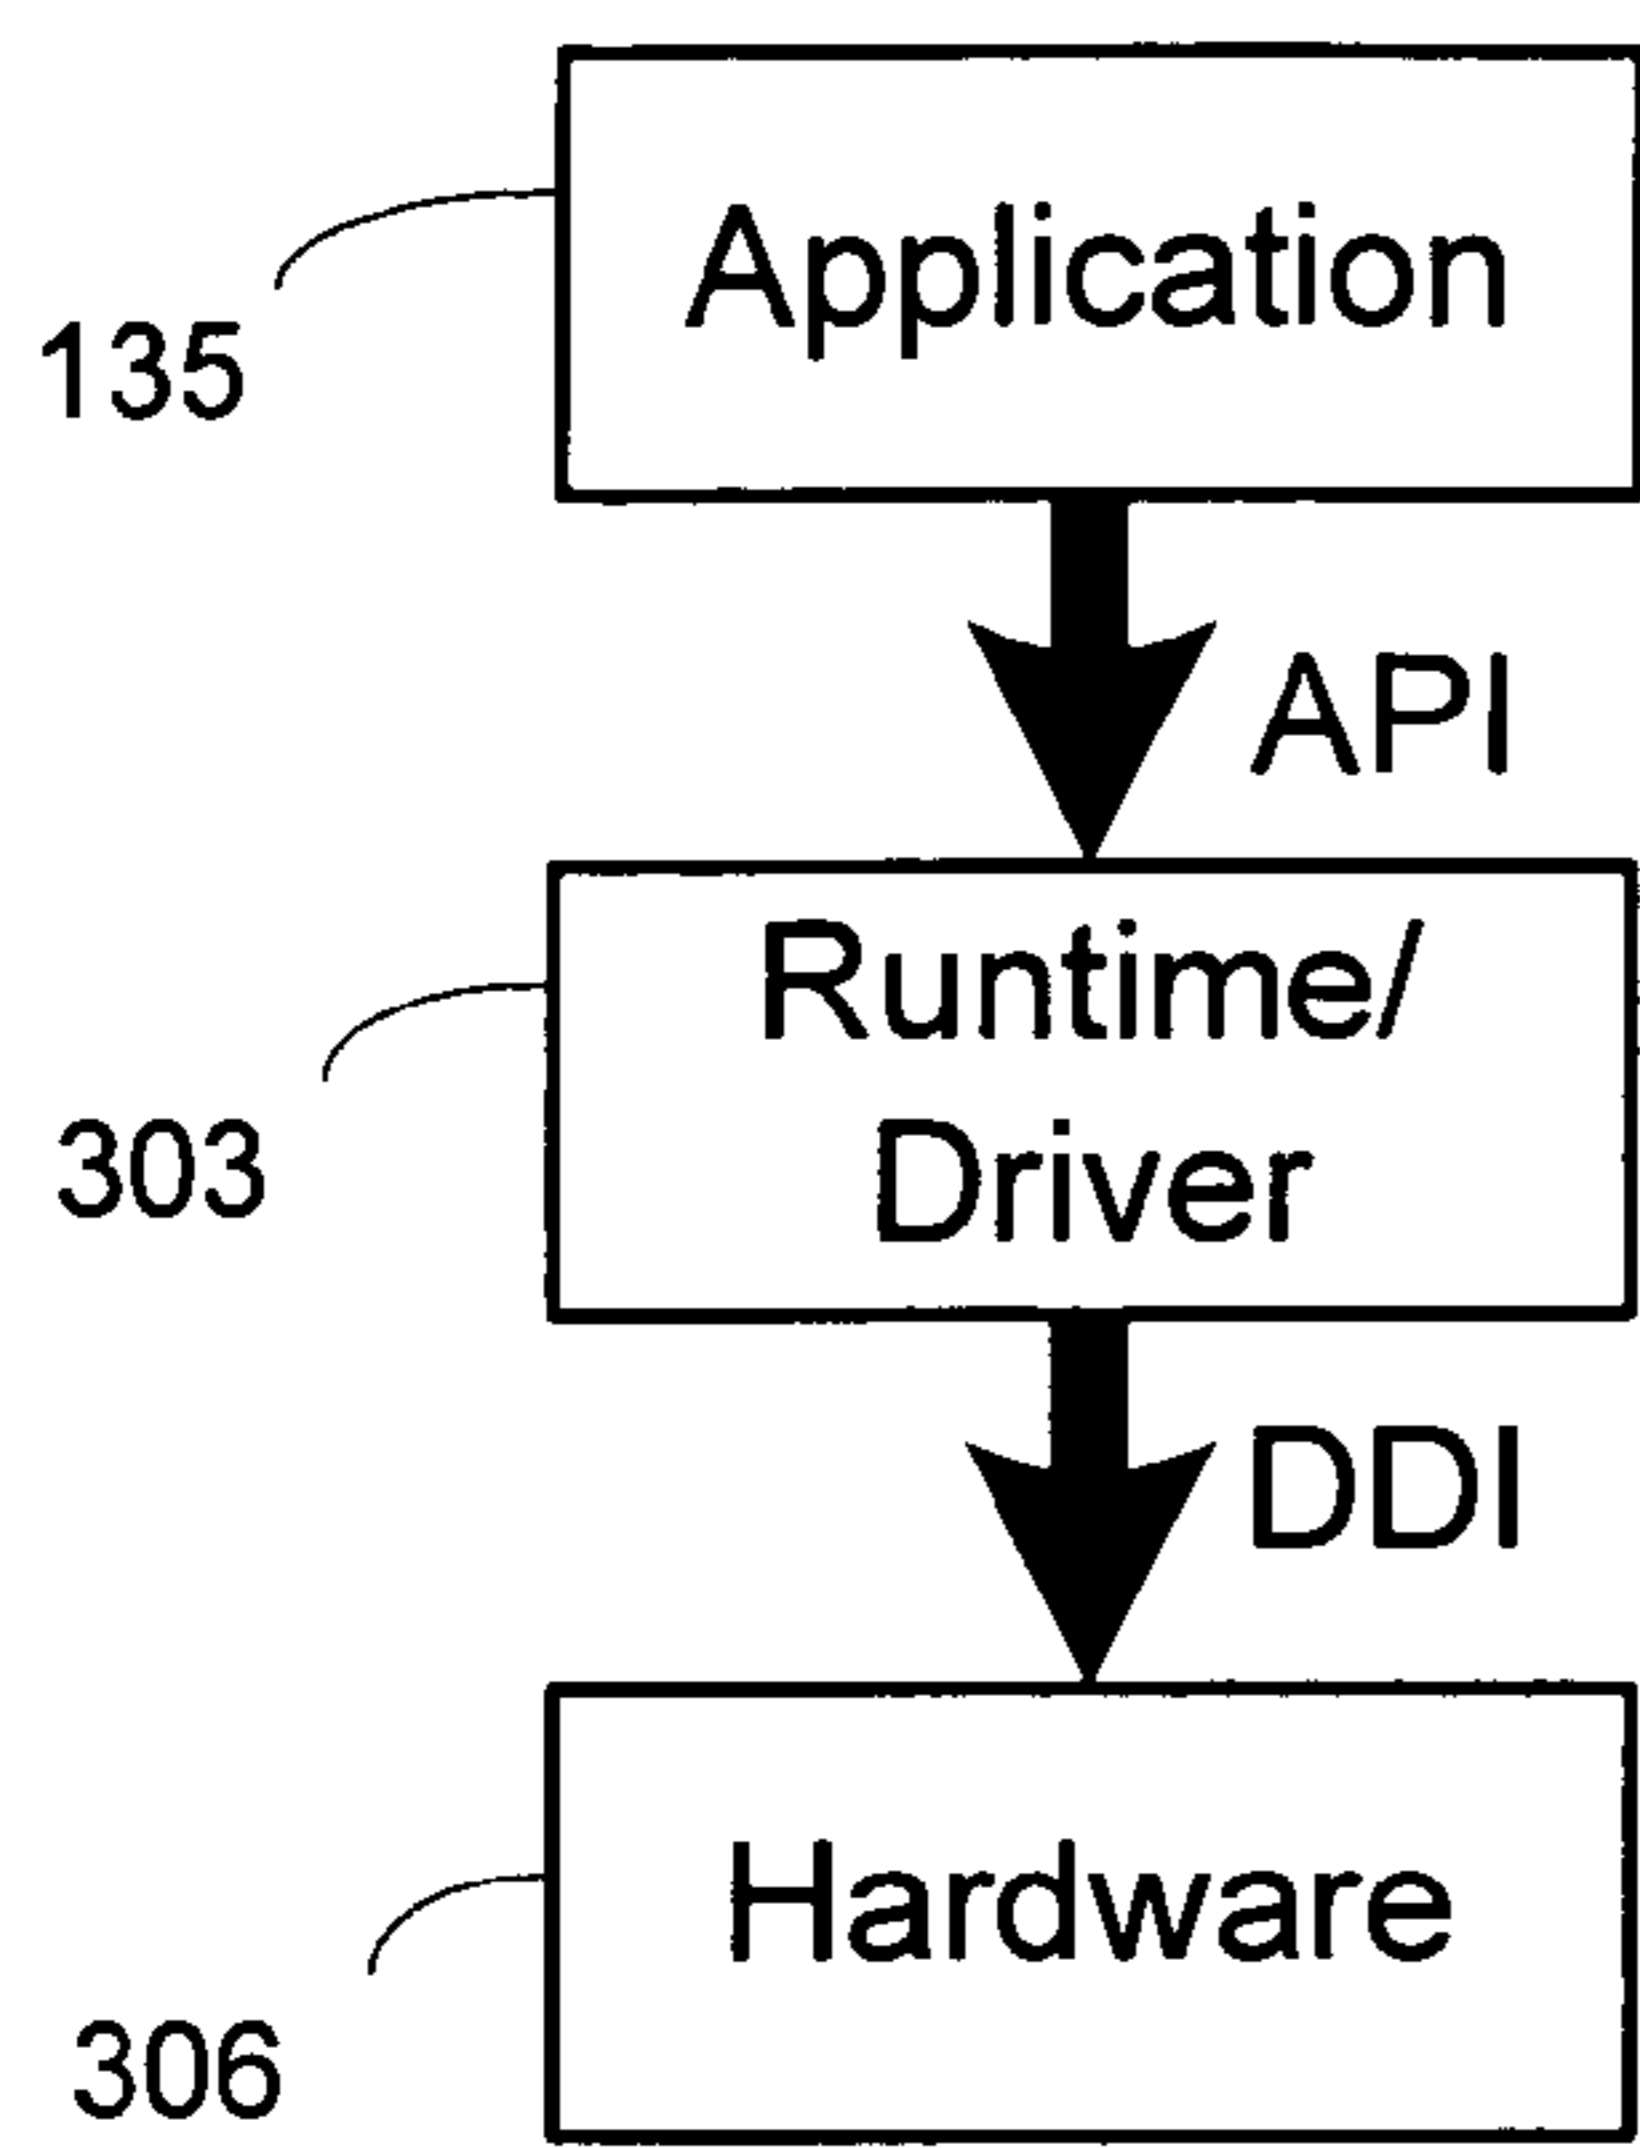 Application
135
API
Runtime/
Driver
303
DDI
Hardware
306